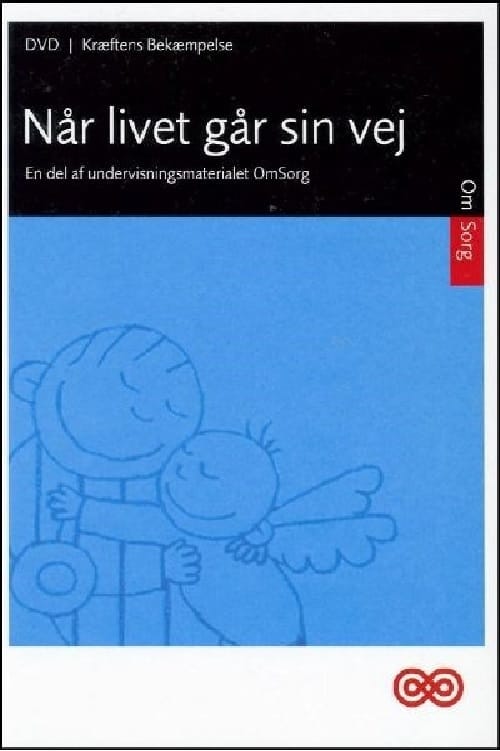 DVD | Kræftens Bekæmpelse
Når livet går sin vej
En del af undervisningsmaterialet OmSorg
Om Sorg